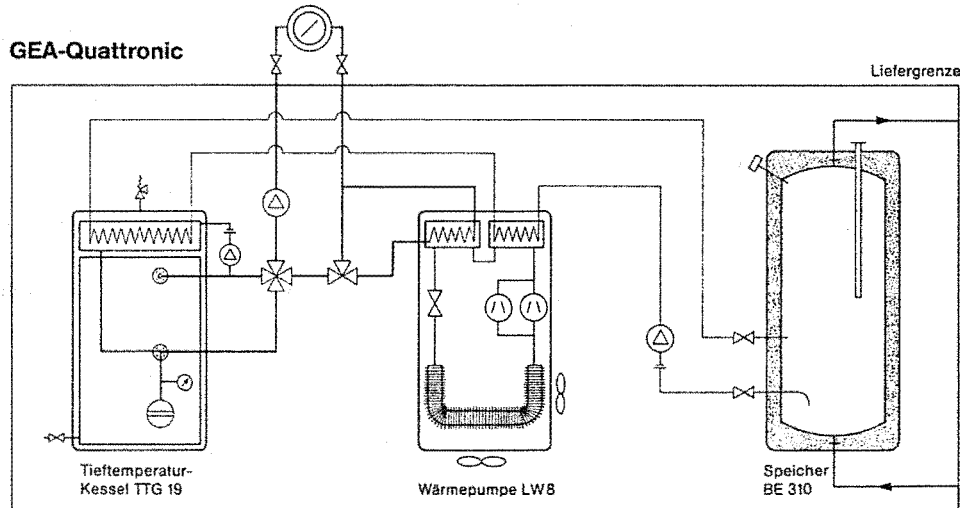 GEA-Quattronic
Liefergrenze
Tieftemperatur-
Kessel TTG 19
Wärmepumpe LW8
Speicher
BE 310